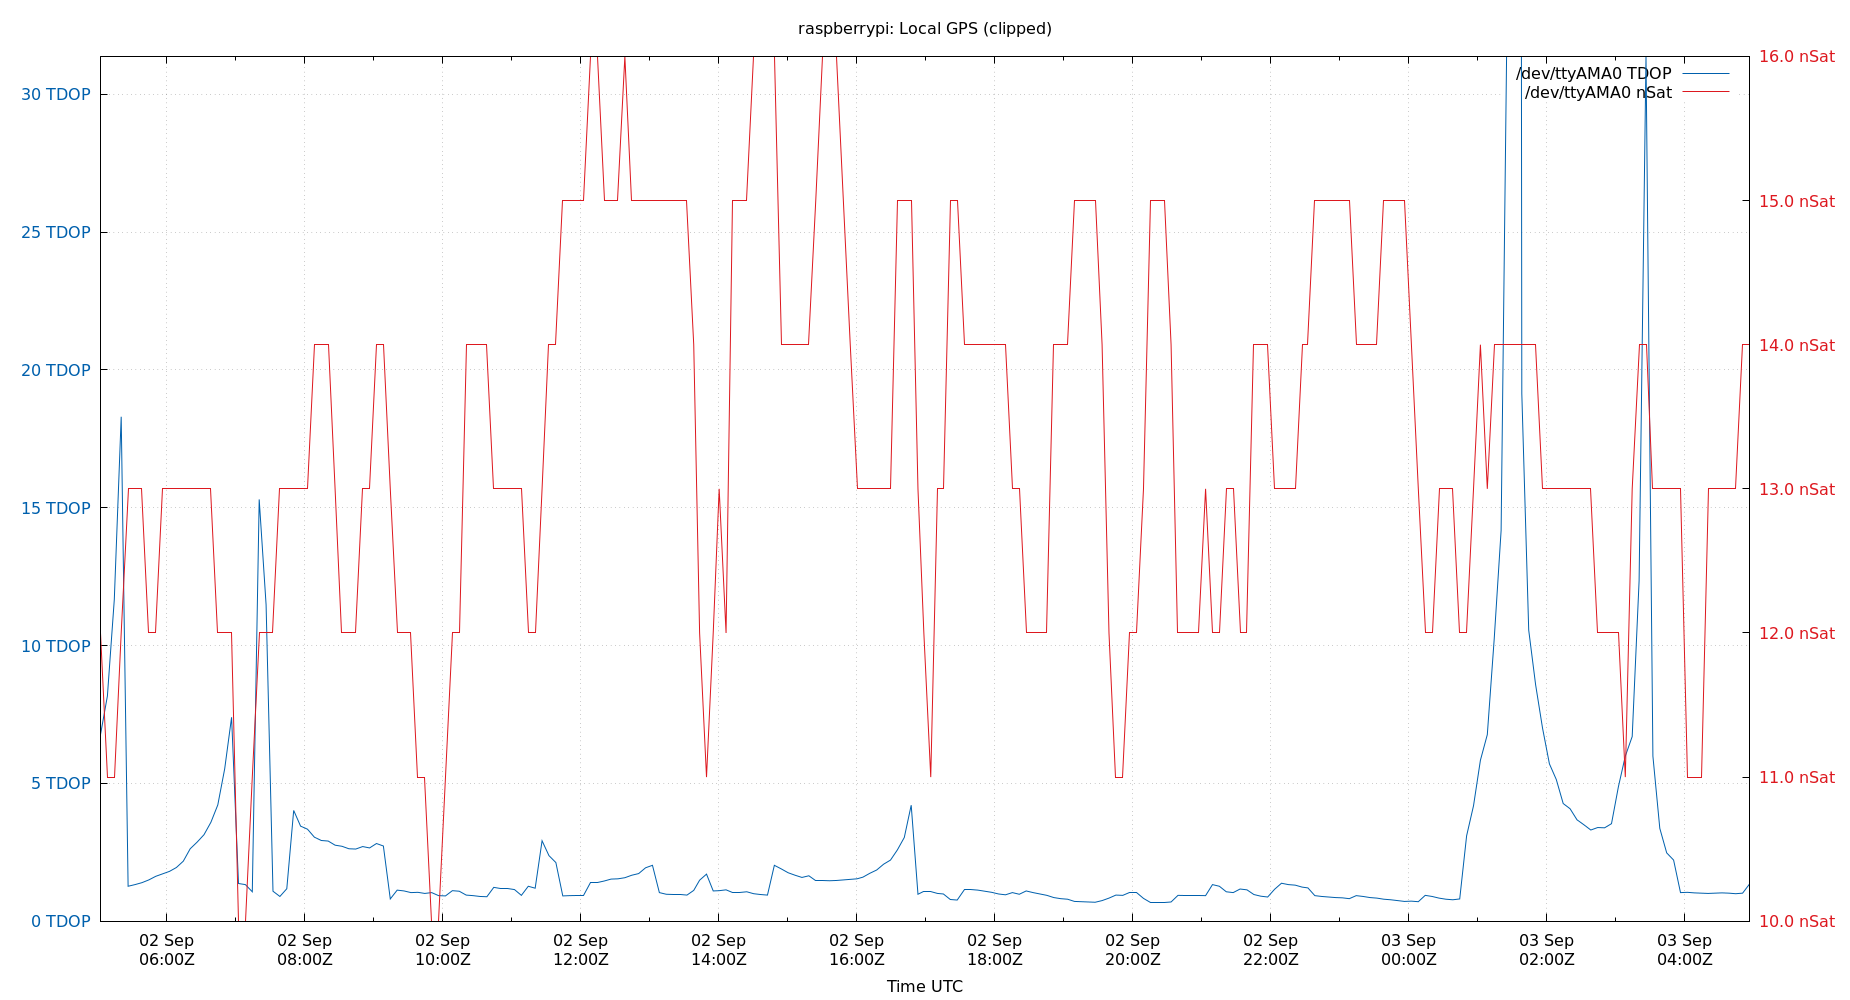 raspberrypi: Local GPS (clipped)
/dev/ttyAMA0 TDOP
/dev/ttyAMA0 nSat
30 TDOP
25 TDOP
20 TDOP
15 TDOP
10 TDOP
5 TDOP
0 TDOP
16.0 nSat
15.0 nSat
14.0 nSat
13.0 nSat
12.0 nSat
11.0 nSat
10.0 nSat
02 Sep
06:00Z
02 Sep
08:00Z
02 Sep
10:00Z
02 Sep
12:00Z
02 Sep
14:00Z
02 Sep
16:00Z
02 Sep
18:00Z
02 Sep
20:00Z
02 Sep
22:00Z
03 Sep
00:00Z
03 Sep
02:00Z
03 Sep
04:00Z
Time UTC